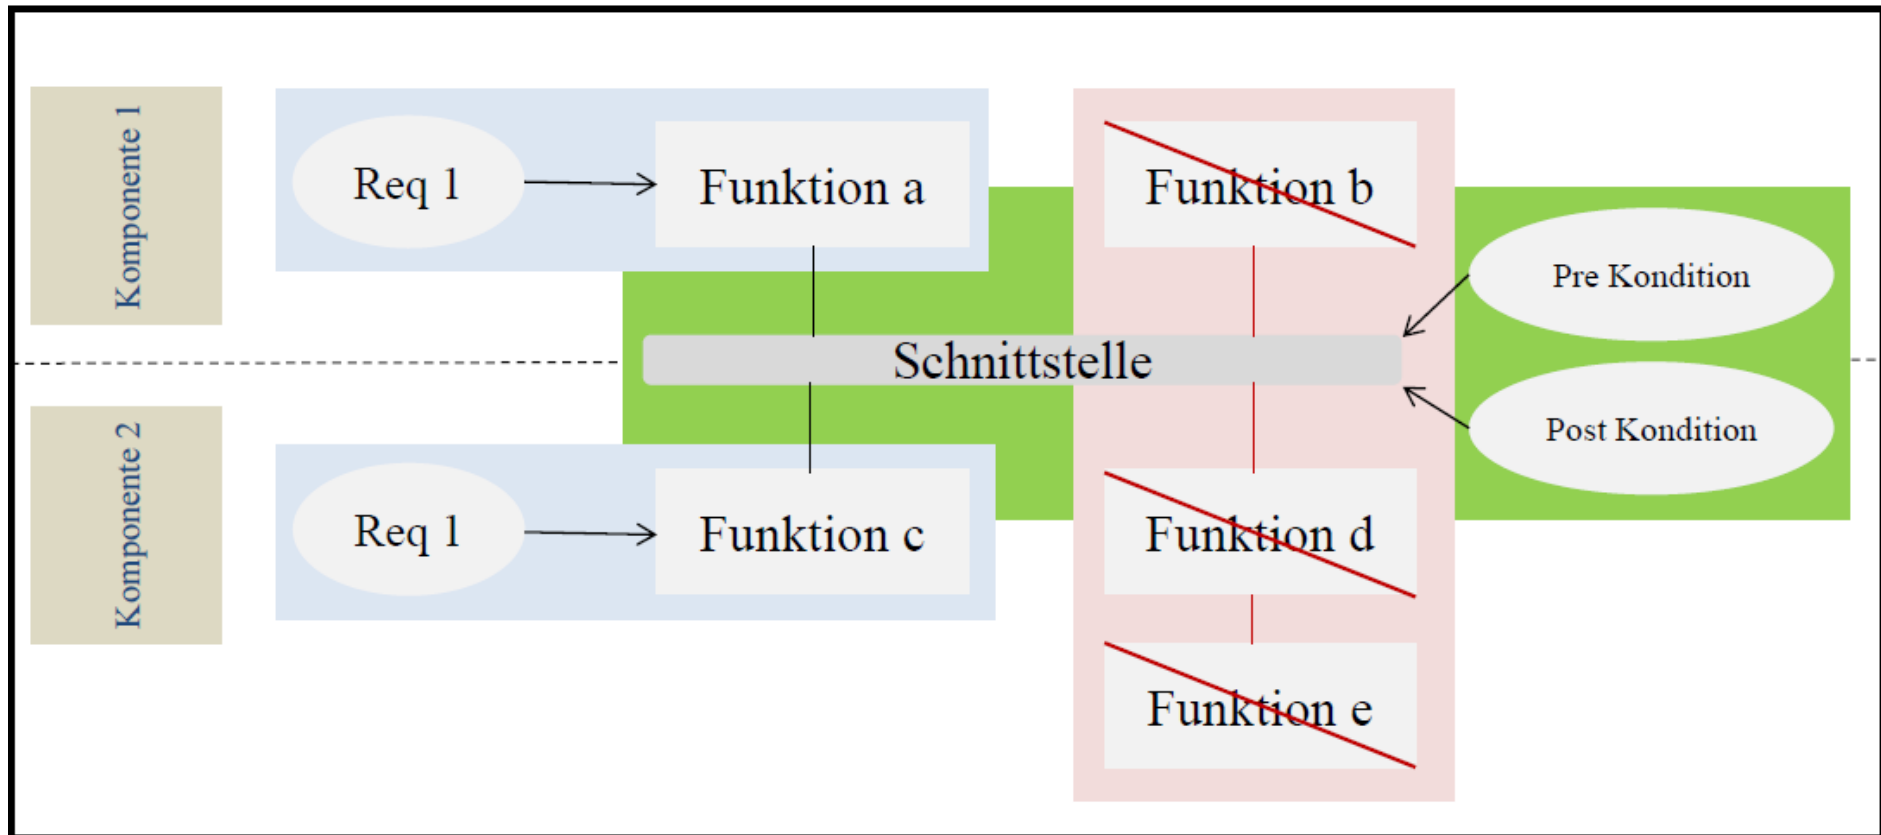 Komponente 1
Req 1
Funktion a
Funktion b
Pre Kondition
Schnittstelle
Post Kondition
Komponente 2
Req 1
Funktion c
Funktion d
Funktion e